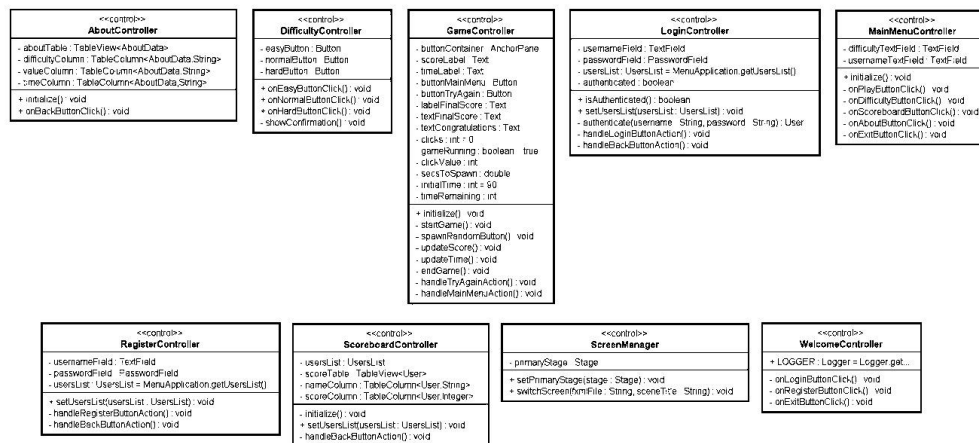 <<control>>
AboutController
- aboutTable : TableView<AboutData>
- difficultyColumn : TableColumn<AboutData,String>
- valueColumn : TableColumn<AboutData,String>
- timeColumn : TableColumn<AboutData,String>
+ initialize() : void
+ onBackButtonClick() : void
<<control>>
DifficultyController
- easyButton : Button
- normalButton : Button
- hardButton : Button
+ onEasyButtonClick() : void
+ onNormalButtonClick() : void
+ onHardButtonClick() : void
- showConfirmation() : void
<<control>>
GameController
- buttonContainer : AnchorPane
- scoreLabel : Text
- timeLabel : Text
- buttonMainMenu : Button
- buttonTryAgain : Button
- labelFinalScore : Text
- textFinalScore : Text
- textCongratulations : Text
- clicks : int = 0
- gameRunning : boolean = true
- clickValue : int
- secsToSpawn : double
- initialTime : int = 90
- timeRemaining : int
+ initialize() : void
- startGame() : void
- spawnRandomButton() : void
- updateScore() : void
- updateTime() : void
- endGame() : void
- handleTryAgainAction() : void
- handleMainMenuAction() : void
<<control>>
LoginController
- usernameField : TextField
- passwordField : PasswordField
- usersList : UsersList = MenuApplication.getUsersList()
- authenticated : boolean
+ isAuthenticated() : boolean
+ setUsersList(usersList : UsersList) : void
- authenticate(username : String, password : String) : User
- handleLoginButtonAction() : void
- handleBackButtonAction() : void
<<control>>
MainMenuController
- difficultyTextField : TextField
- usernameTextField : TextField
- initialize() : void
- onPlayButtonClick() : void
- onDifficultyButtonClick() : void
- onScoreboardButtonClick() : void
- onAboutButtonClick() : void
- onExitButtonClick() : void
<<control>>
RegisterController
- usernameField : TextField
- passwordField : PasswordField
- usersList : UsersList = MenuApplication.getUsersList()
+ setUsersList(usersList : UsersList) : void
- handleRegisterButtonAction() : void
- handleBackButtonAction() : void
<<control>>
ScoreboardController
- usersList : UsersList
- scoreTable : TableView<User>
- nameColumn : TableColumn<User,String>
- scoreColumn : TableColumn<User,Integer>
- initialize() : void
+ setUsersList(usersList : UsersList) : void
- handleBackButtonAction() : void
<<control>>
ScreenManager
- primaryStage : Stage
+ setPrimaryStage(stage : Stage) : void
+ switchScreen(fxmlFile : String, sceneTitle : String) : void
<<control>>
WelcomeController
+ LOGGER : Logger = Logger.get...
- onLoginButtonClick() : void
- onRegisterButtonClick() : void
- onExitButtonClick() : void